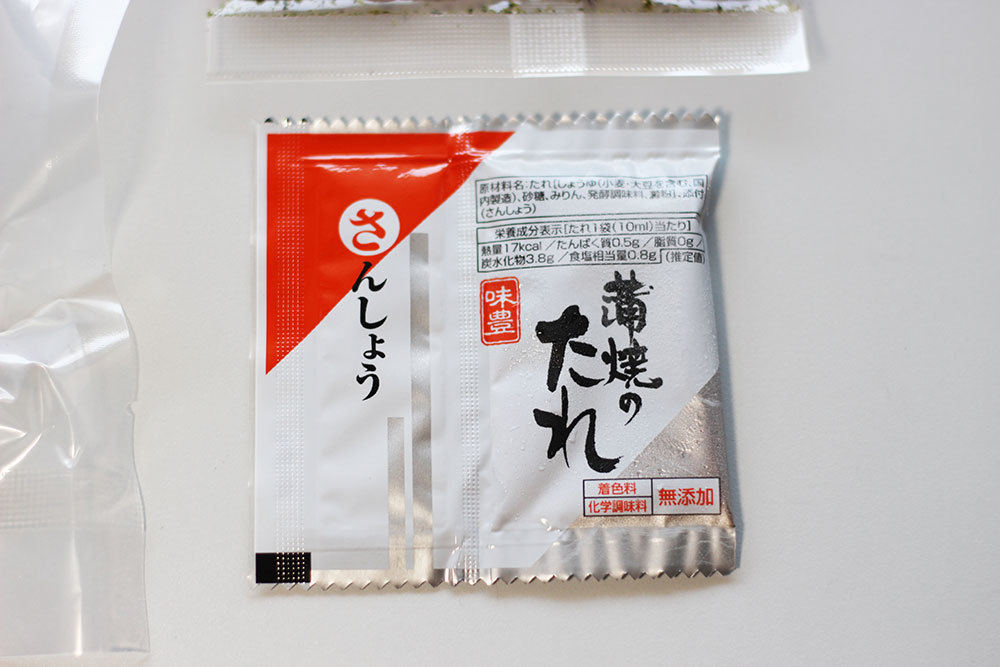 さんしょう
原材料名:たれ[しょうゆ(小麦・大豆を含む、国
内製造)、砂糖、みりん、発酵調味料、澱粉]、添付
(さんしょう)
栄養成分表示[たれ1袋(10ml)当たり]
熱量17kcal/たんぱく質0.5g/脂質0g/
炭水化物3.8g/食塩相当量0.8g (推定値)
味豊
蒲焼の
たれ
着色料
化学調味料
無添加